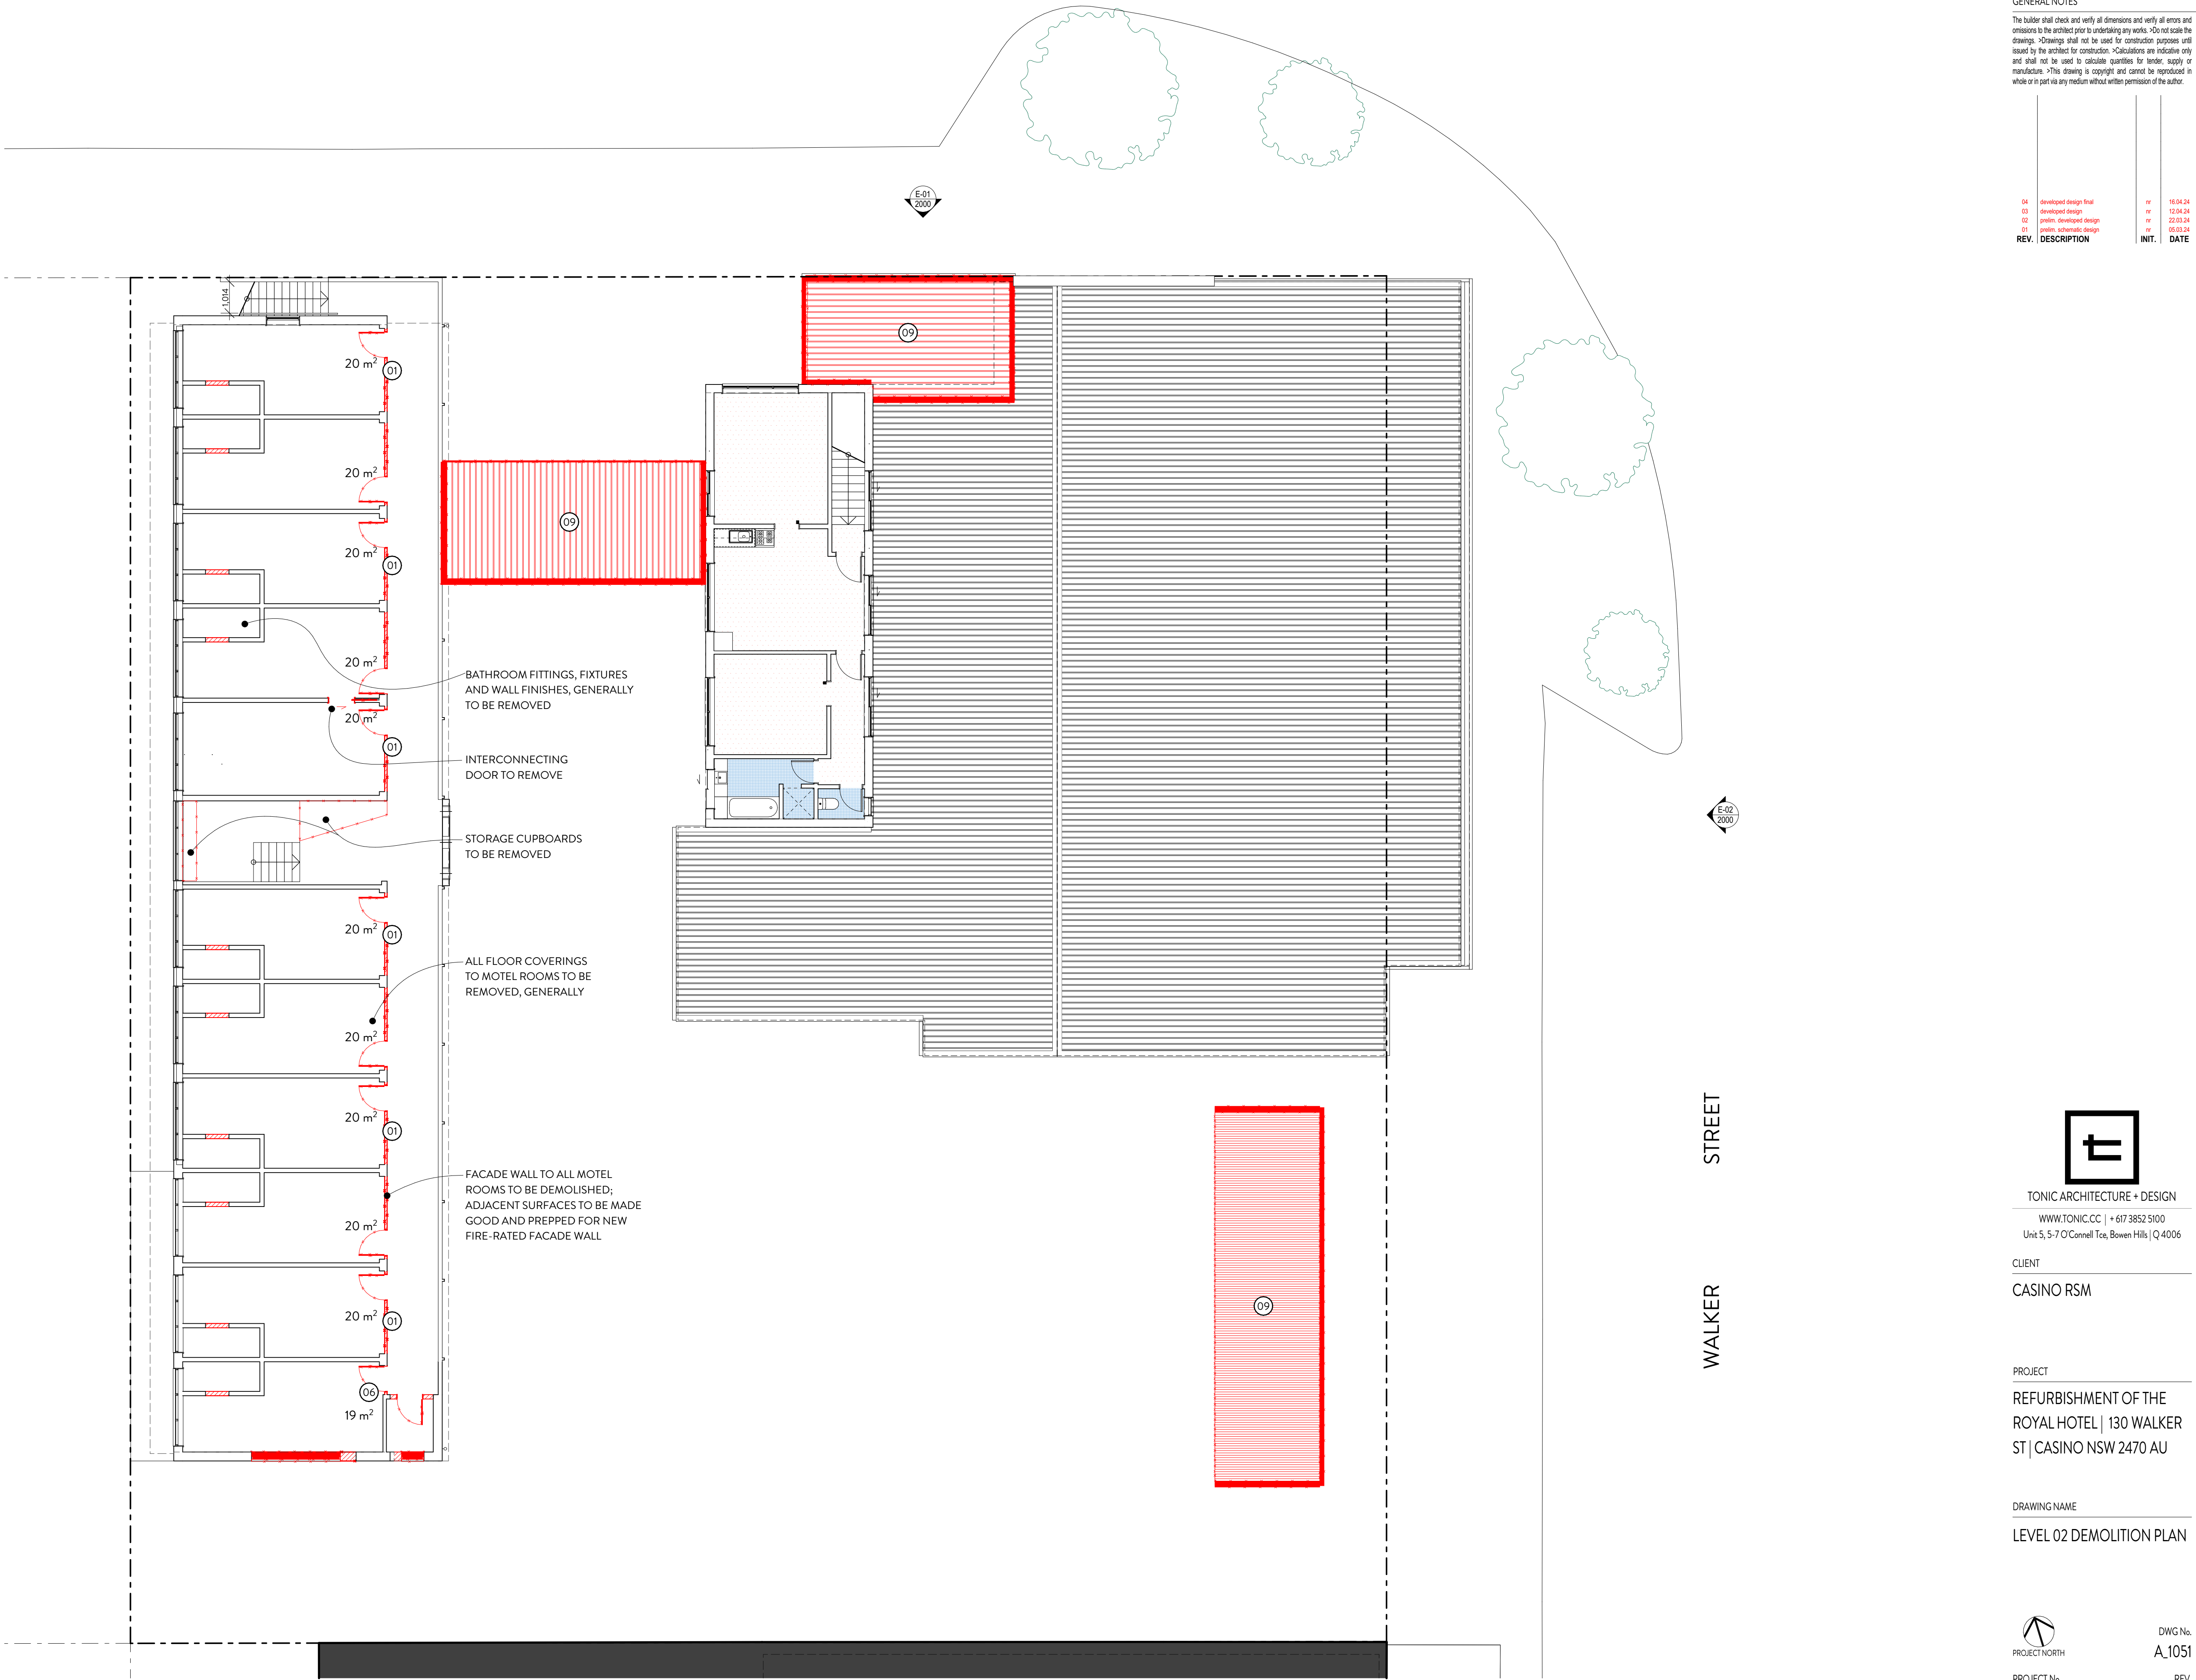 GENERAL NOTES
The builder shall check and verify all dimensions and verify all errors and
omissions to the architect prior to undertaking any works. >Do not scale the
drawings. >Drawings shall not be used for construction purposes until
issued by the architect for construction. >Calculations are indicative only
and shall not be used to calculate quantities for tender, supply or
manufacture. >This drawing is copyright and cannot be reproduced in
whole or in part via any medium without written permission of the author.
04 developed design final nr 16.04.24
03 developed design nr 12.04.24
02 prelim. developed design nr 22.03.24
01 prelim. schematic design nr 05.03.24
REV. DESCRIPTION INIT. DATE
E-01
2000
1,014
09
20 m²
01
20 m²
09
20 m²
01
20 m²
BATHROOM FITTINGS, FIXTURES
AND WALL FINISHES, GENERALLY
TO BE REMOVED
20 m²
01
INTERCONNECTING
DOOR TO REMOVE
E-02
2000
STORAGE CUPBOARDS
TO BE REMOVED
20 m²
01
ALL FLOOR COVERINGS
TO MOTEL ROOMS TO BE
REMOVED, GENERALLY
20 m²
20 m²
01
FACADE WALL TO ALL MOTEL
ROOMS TO BE DEMOLISHED;
ADJACENT SURFACES TO BE MADE
GOOD AND PREPPED FOR NEW
FIRE-RATED FACADE WALL
20 m²
20 m²
01
09
06
19 m²
WALKER STREET
TONIC ARCHITECTURE + DESIGN
WWW.TONIC.CC | + 617 3852 5100
Unit 5, 5-7 O'Connell Tce, Bowen Hills | Q 4006
CLIENT
CASINO RSM
PROJECT
REFURBISHMENT OF THE
ROYAL HOTEL | 130 WALKER
ST | CASINO NSW 2470 AU
DRAWING NAME
LEVEL 02 DEMOLITION PLAN
PROJECT NORTH
DWG No.
A_1051
PROJECT No.
REV.